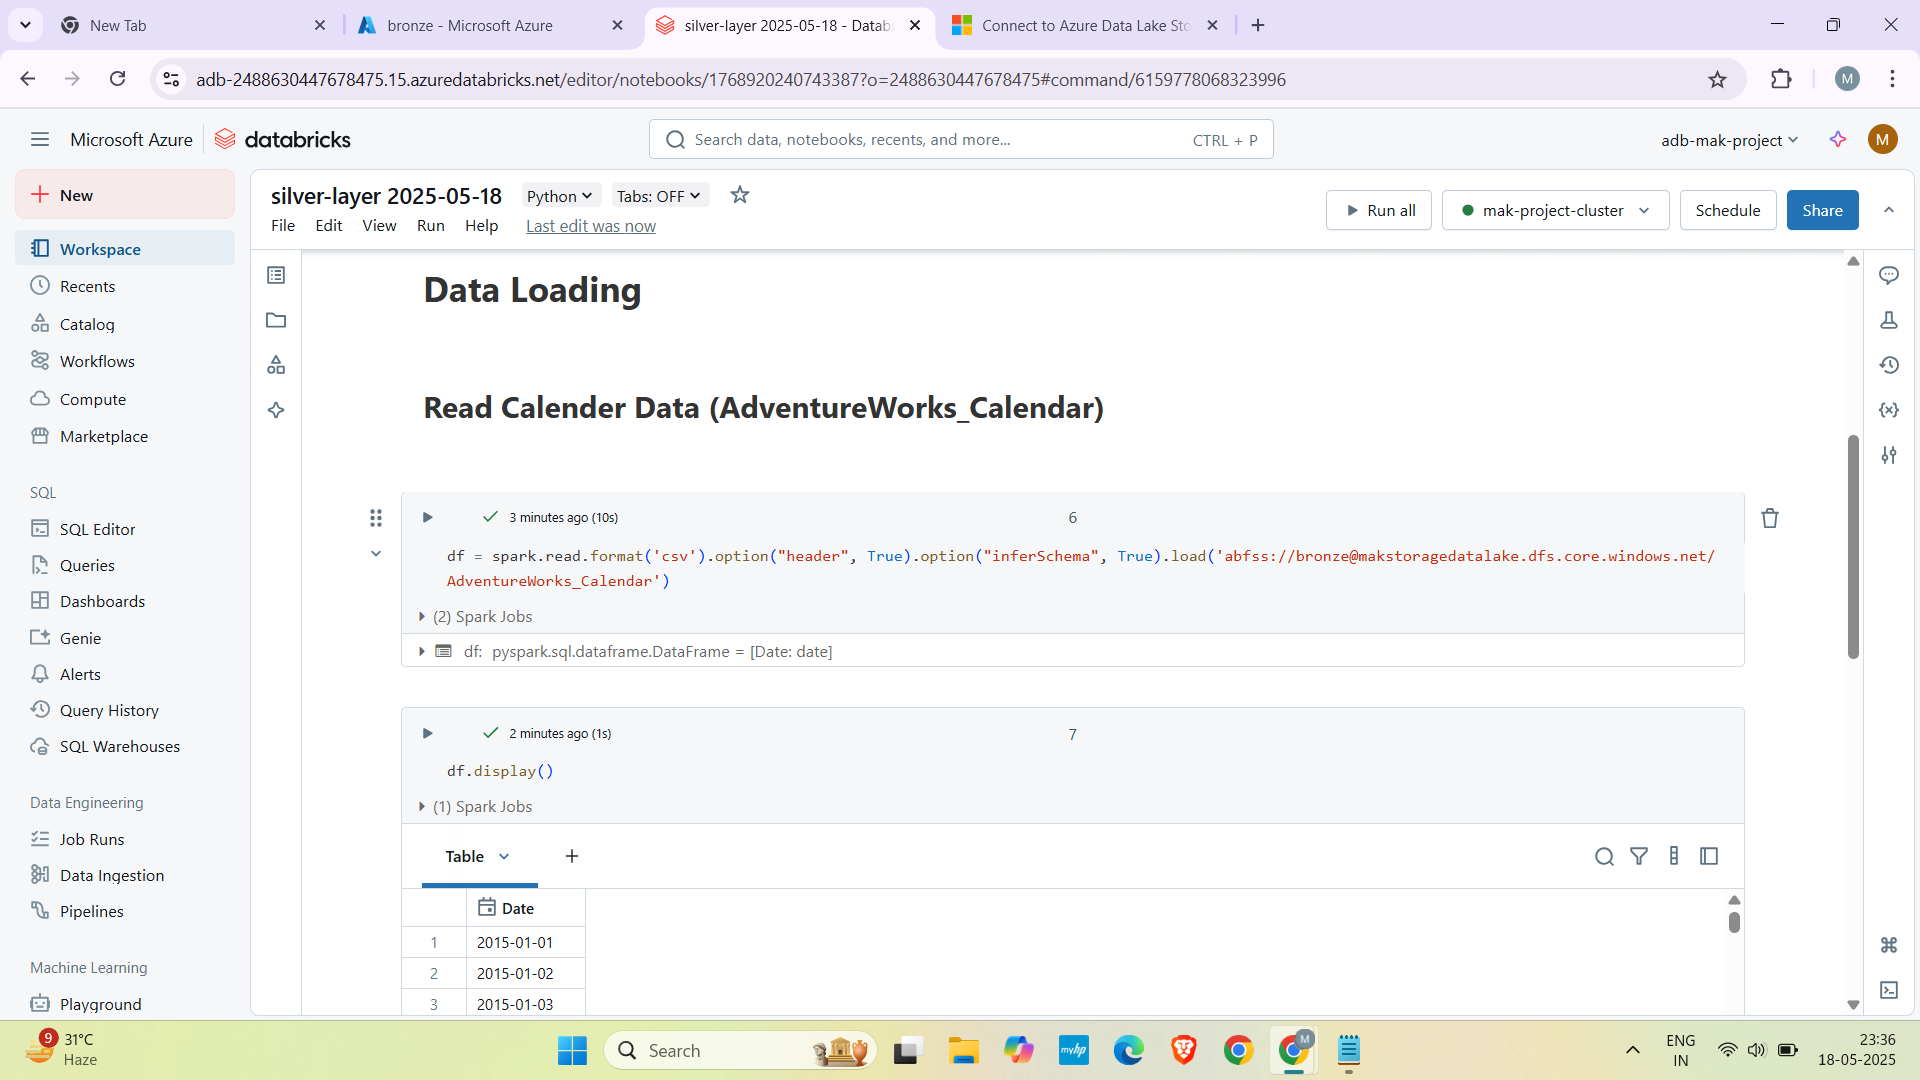 New Tab
bronze - Microsoft Azure
silver-layer 2025-05-18 - Datab
Connect to Azure Data Lake Sto
adb-2488630447678475.15.azuredatabricks.net/editor/notebooks/1768920240743387?o=2488630447678475#command/6159778068323996
M
Microsoft Azure
databricks
Search data, notebooks, recents, and more...
CTRL + P
adb-mak-project
M
New
Workspace
Recents
Catalog
Workflows
Compute
Marketplace
SQL
SQL Editor
Queries
Dashboards
Genie
Alerts
Query History
SQL Warehouses
Data Engineering
Job Runs
Data Ingestion
Pipelines
Machine Learning
Playground
silver-layer 2025-05-18
Python
Tabs: OFF
File
Edit
View
Run
Help
Last edit was now
Run all
mak-project-cluster
Schedule
Share
Data Loading
Read Calender Data (AdventureWorks_Calendar)
3 minutes ago (10s)
6
df = spark.read.format('csv').option("header", True).option("inferSchema", True).load('abfss://bronze@makstoragedatalake.dfs.core.windows.net/
AdventureWorks_Calendar')
(2) Spark Jobs
df: pyspark.sql.dataframe.DataFrame = [Date: date]
2 minutes ago (1s)
7
df.display()
(1) Spark Jobs
Table
Date
1 2015-01-01
2 2015-01-02
3 2015-01-03
9
31°C
Haze
Search
myhp
M
ENG
IN
23:36
18-05-2025